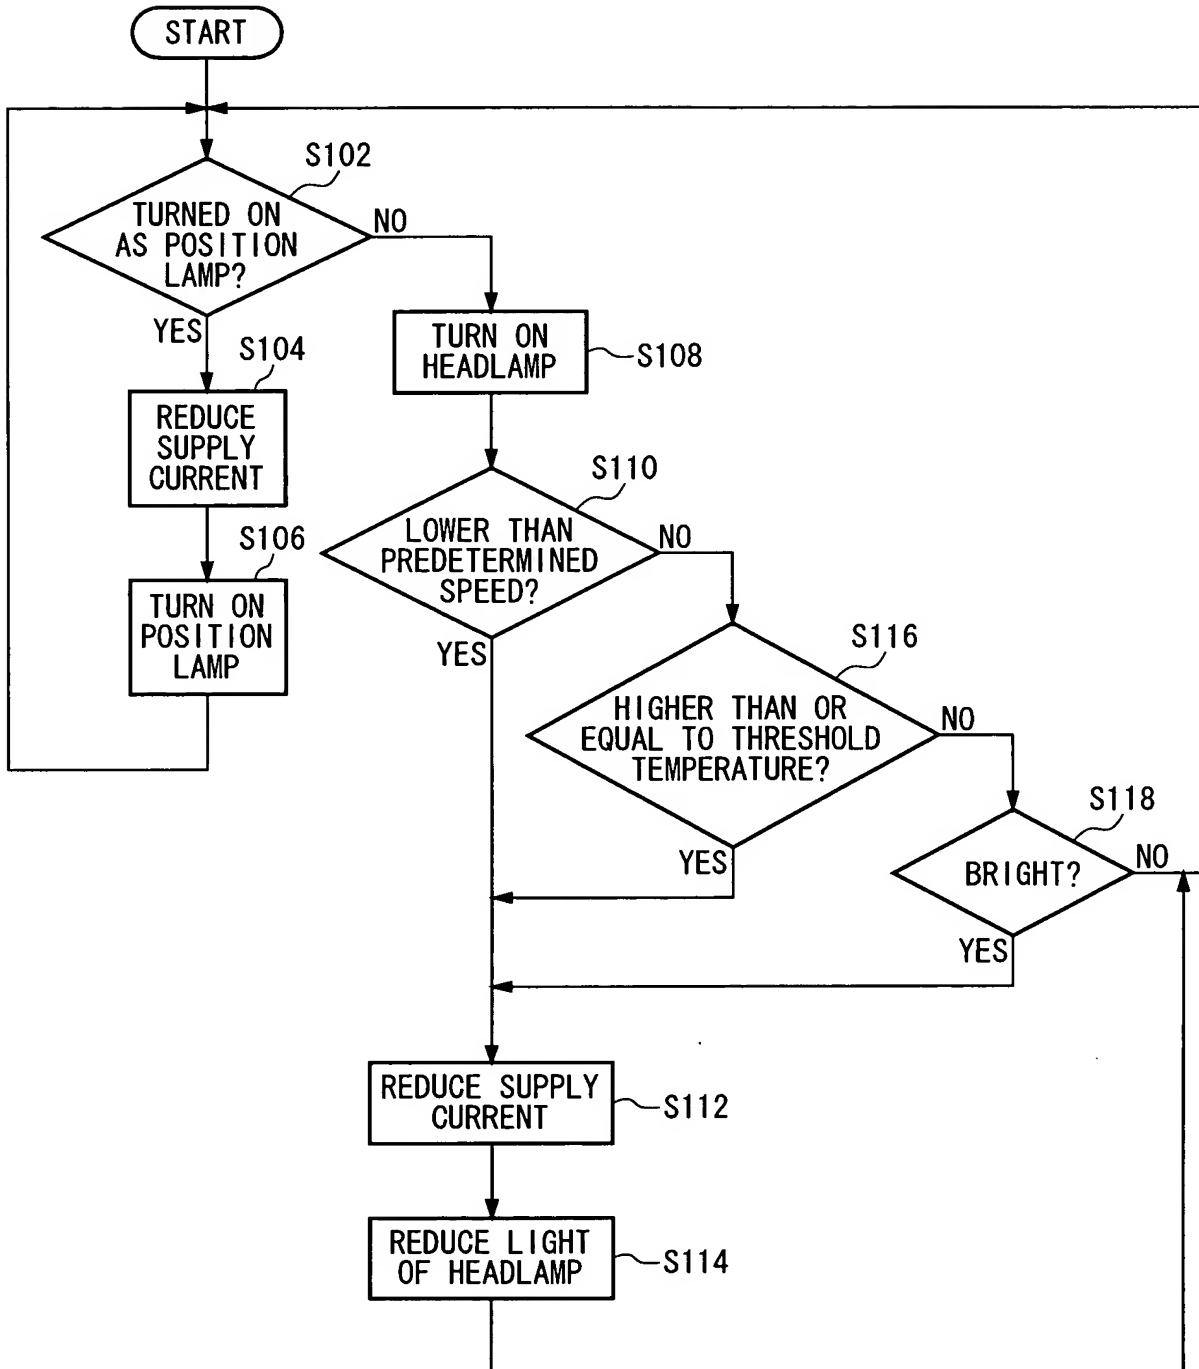 START
S102
TURNED ON
AS POSITION
LAMP?
NO
YES
S104
REDUCE
SUPPLY
CURRENT
S106
TURN ON
POSITION
LAMP
TURN ON
HEADLAMP
S108
S110
LOWER THAN
PREDETERMINED
SPEED?
NO
YES
S116
HIGHER THAN OR
EQUAL TO THRESHOLD
TEMPERATURE?
NO
YES
S118
BRIGHT?
NO
YES
REDUCE SUPPLY
CURRENT
S112
REDUCE LIGHT
OF HEADLAMP
S114